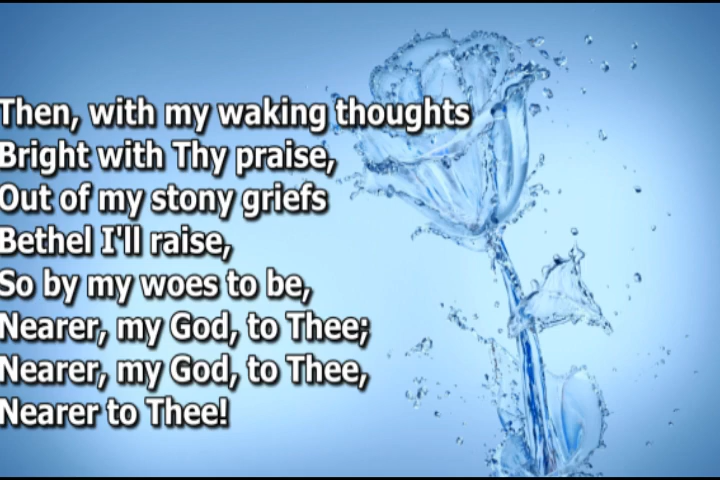 Then, with my waking thoughts
Bright with Thy praise,
Out of my stony griefs
Bethel I'll raise,
So by my woes to be,
Nearer, my God, to Thee;
Nearer, my God, to Thee,
Nearer to Thee!